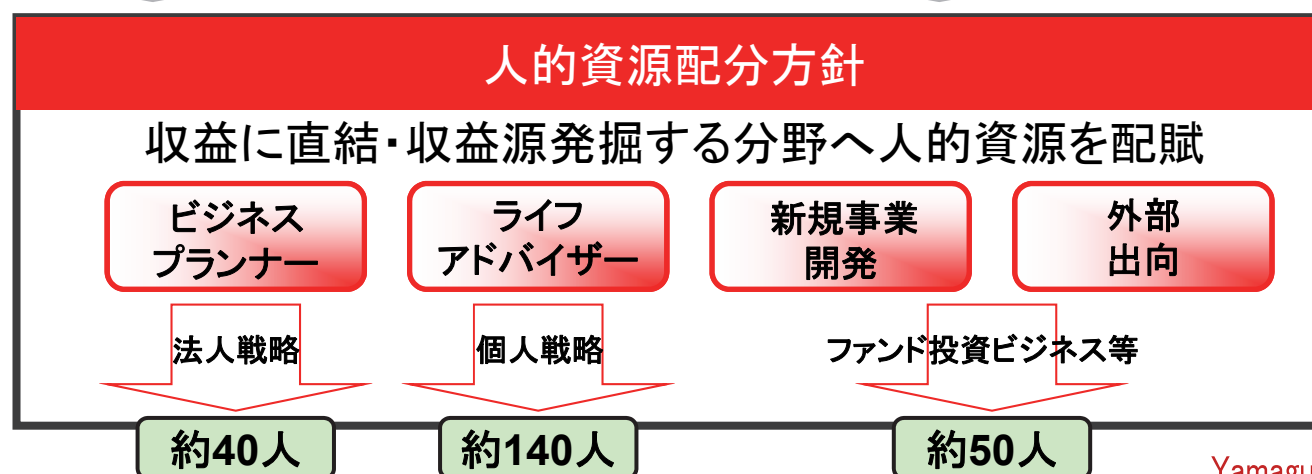 人的資源配分方針
収益に直結・収益源発掘する分野へ人的資源を配賦
ビジネス
プランナー
ライフ
アドバイザー
新規事業
開発
外部
出向
法人戦略
個人戦略
ファンド投資ビジネス等
約40人
約140人
約50人